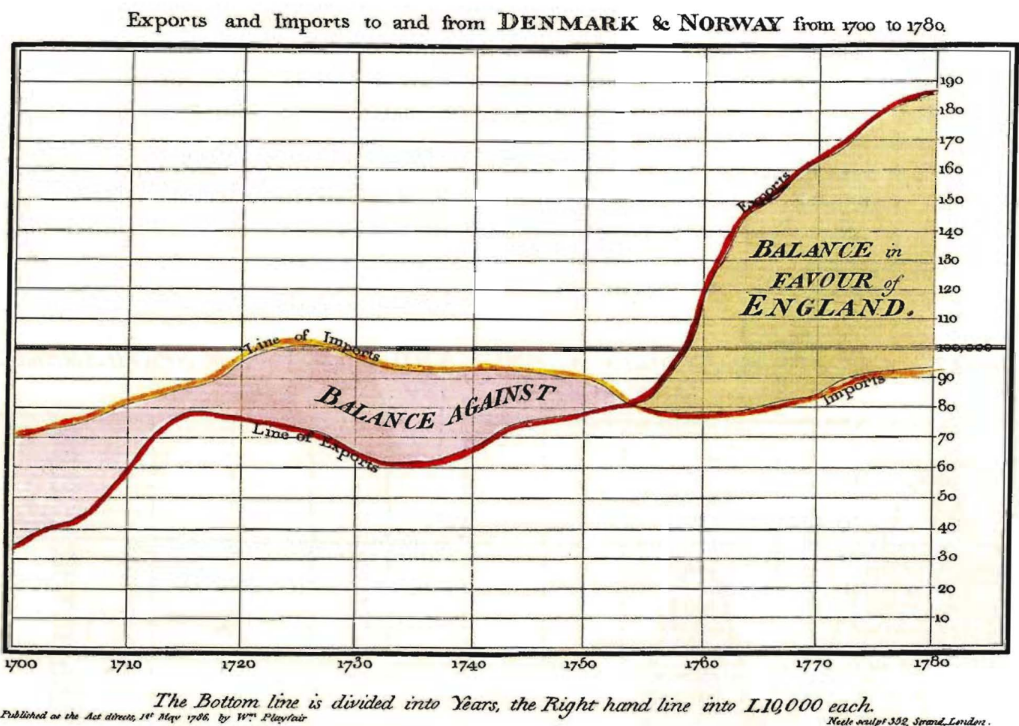 Exports and Imports to and from DENMARK & NORWAY from 1700 to 1780.
190
180
170
160
150
140
130
120
110
100,000
90
80
70
60
50
40
30
20
10
Line of Imports
Line of Exports
BALANCE AGAINST
Exports
BALANCE in
FAVOUR of
ENGLAND.
Imports
1700 1710 1720 1730 1740 1750 1760 1770 1780
The Bottom line is divided into Years, the Right hand line into L10,000 each.
Published as the Act directs, 1st May 1786, by Wm. Playfair
Neele sculpt 352, Strand, London.